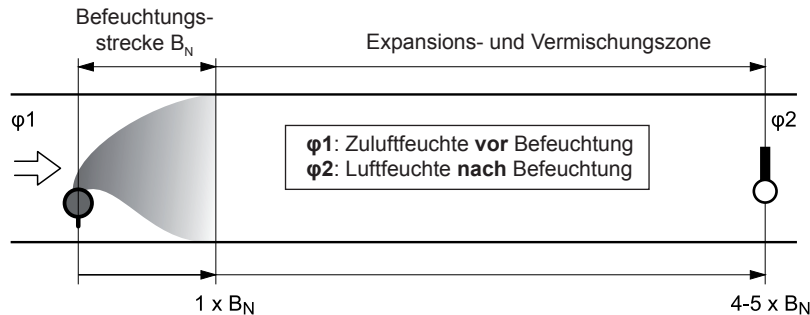 Befeuchtungs-
strecke B_N
Expansions- und Vermischungszone
φ1
φ2
φ1: Zuluftfeuchte vor Befeuchtung
φ2: Luftfeuchte nach Befeuchtung
1 x B_N
4-5 x B_N